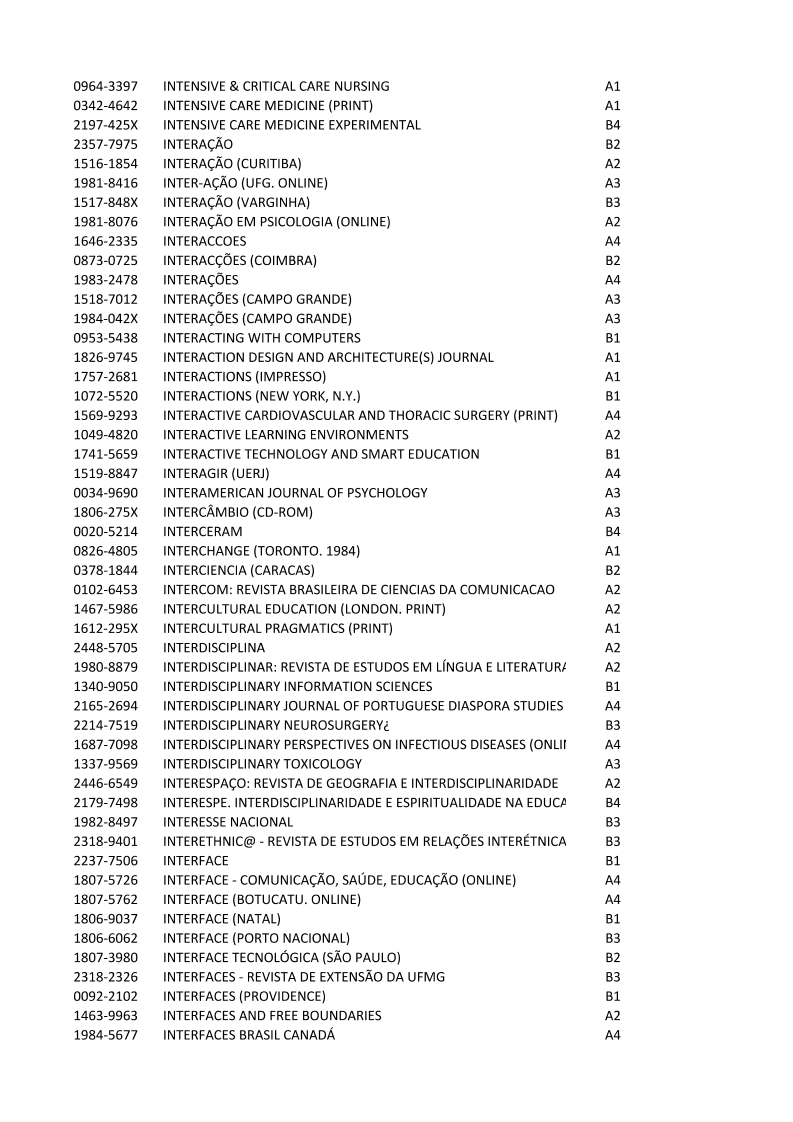 0964-3397 INTENSIVE & CRITICAL CARE NURSING A1
0342-4642 INTENSIVE CARE MEDICINE (PRINT) A1
2197-425X INTENSIVE CARE MEDICINE EXPERIMENTAL B4
2357-7975 INTERAÇÃO B2
1516-1854 INTERAÇÃO (CURITIBA) A2
1981-8416 INTER-AÇÃO (UFG. ONLINE) A3
1517-848X INTERAÇÃO (VARGINHA) B3
1981-8076 INTERAÇÃO EM PSICOLOGIA (ONLINE) A2
1646-2335 INTERACCOES A4
0873-0725 INTERACÇÕES (COIMBRA) B2
1983-2478 INTERAÇÕES A4
1518-7012 INTERAÇÕES (CAMPO GRANDE) A3
1984-042X INTERAÇÕES (CAMPO GRANDE) A3
0953-5438 INTERACTING WITH COMPUTERS B1
1826-9745 INTERACTION DESIGN AND ARCHITECTURE(S) JOURNAL A1
1757-2681 INTERACTIONS (IMPRESSO) A1
1072-5520 INTERACTIONS (NEW YORK, N.Y.) B1
1569-9293 INTERACTIVE CARDIOVASCULAR AND THORACIC SURGERY (PRINT) A4
1049-4820 INTERACTIVE LEARNING ENVIRONMENTS A2
1741-5659 INTERACTIVE TECHNOLOGY AND SMART EDUCATION B1
1519-8847 INTERAGIR (UERJ) A4
0034-9690 INTERAMERICAN JOURNAL OF PSYCHOLOGY A3
1806-275X INTERCÂMBIO (CD-ROM) A3
0020-5214 INTERCERAM B4
0826-4805 INTERCHANGE (TORONTO. 1984) A1
0378-1844 INTERCIENCIA (CARACAS) B2
0102-6453 INTERCOM: REVISTA BRASILEIRA DE CIENCIAS DA COMUNICACAO A2
1467-5986 INTERCULTURAL EDUCATION (LONDON. PRINT) A2
1612-295X INTERCULTURAL PRAGMATICS (PRINT) A1
2448-5705 INTERDISCIPLINA A2
1980-8879 INTERDISCIPLINAR: REVISTA DE ESTUDOS EM LÍNGUA E LITERATURA A2
1340-9050 INTERDISCIPLINARY INFORMATION SCIENCES B1
2165-2694 INTERDISCIPLINARY JOURNAL OF PORTUGUESE DIASPORA STUDIES A4
2214-7519 INTERDISCIPLINARY NEUROSURGERY¿ B3
1687-7098 INTERDISCIPLINARY PERSPECTIVES ON INFECTIOUS DISEASES (ONLI A4
1337-9569 INTERDISCIPLINARY TOXICOLOGY A3
2446-6549 INTERESPAÇO: REVISTA DE GEOGRAFIA E INTERDISCIPLINARIDADE A2
2179-7498 INTERESPE. INTERDISCIPLINARIDADE E ESPIRITUALIDADE NA EDUCA B4
1982-8497 INTERESSE NACIONAL B3
2318-9401 INTERETHNIC@ - REVISTA DE ESTUDOS EM RELAÇÕES INTERÉTNICA B3
2237-7506 INTERFACE B1
1807-5726 INTERFACE - COMUNICAÇÃO, SAÚDE, EDUCAÇÃO (ONLINE) A4
1807-5762 INTERFACE (BOTUCATU. ONLINE) A4
1806-9037 INTERFACE (NATAL) B1
1806-6062 INTERFACE (PORTO NACIONAL) B3
1807-3980 INTERFACE TECNOLÓGICA (SÃO PAULO) B2
2318-2326 INTERFACES - REVISTA DE EXTENSÃO DA UFMG B3
0092-2102 INTERFACES (PROVIDENCE) B1
1463-9963 INTERFACES AND FREE BOUNDARIES A2
1984-5677 INTERFACES BRASIL CANADÁ A4